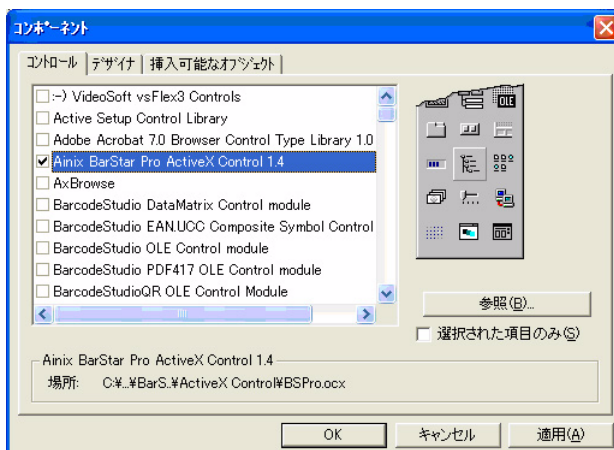 コンポーネント
コントロール デザイナ 挿入可能なオブジェクト
:-) VideoSoft vsFlex3 Controls
Active Setup Control Library
Adobe Acrobat 7.0 Browser Control Type Library 1.0
Ainix BarStar Pro ActiveX Control 1.4
AxBrowse
BarcodeStudio DataMatrix Control module
BarcodeStudio EAN.UCC Composite Symbol Control
BarcodeStudio OLE Control module
BarcodeStudio PDF417 OLE Control module
BarcodeStudioQR OLE Control Module
OLE
参照(B)...
選択された項目のみ(S)
Ainix BarStar Pro ActiveX Control 1.4
場所: C:¥...¥BarS..¥ActiveX Control¥BSPro.ocx
OK キャンセル 適用(A)